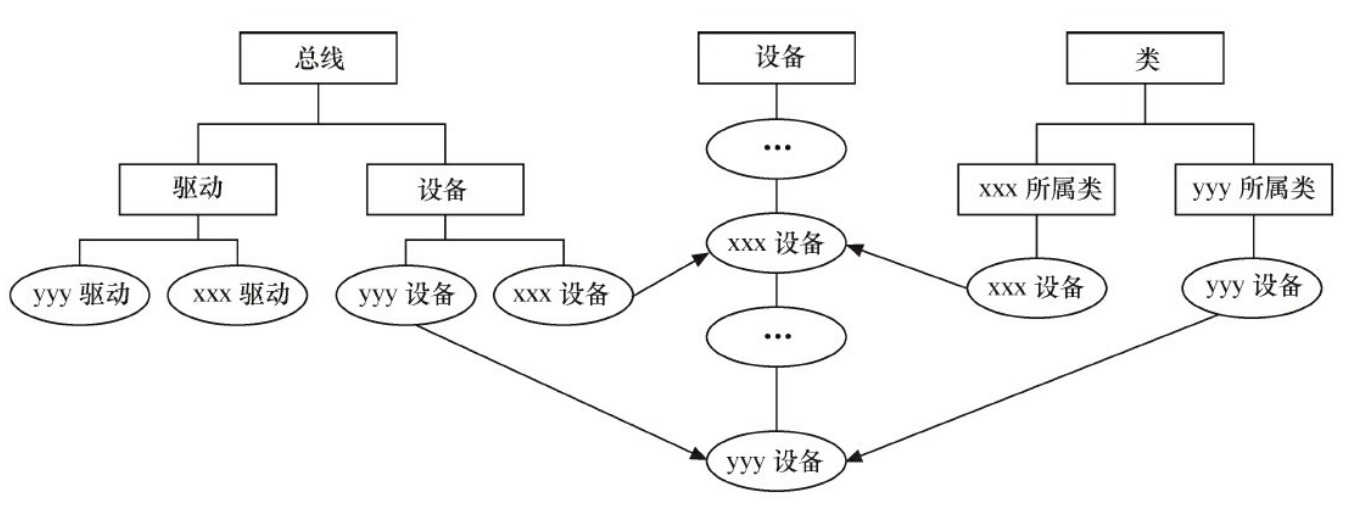 总线
设备
类
•••
驱动
设备
xxx 所属类
yyy 所属类
xxx 设备
yyy 驱动
xxx 驱动
yyy 设备
xxx 设备
xxx 设备
yyy 设备
•••
yyy 设备